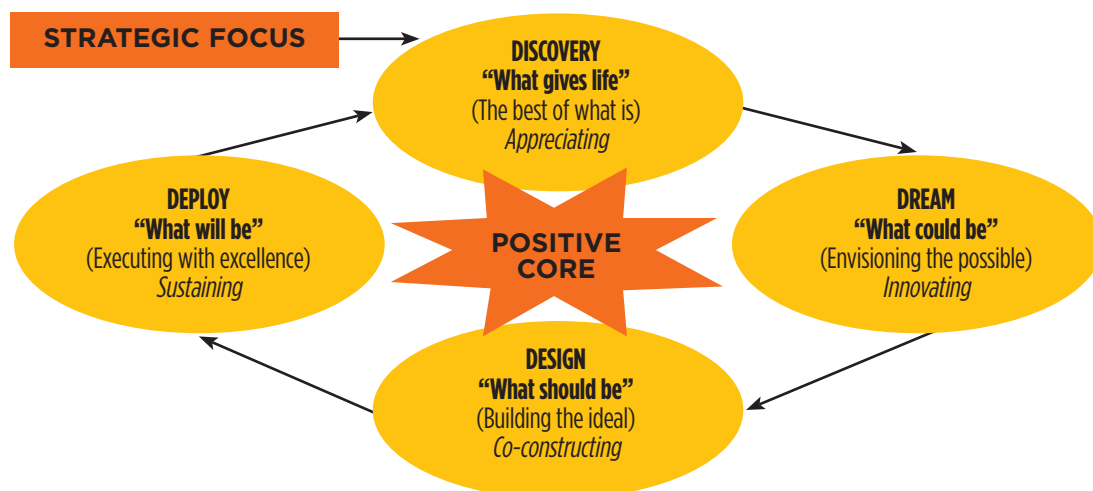 STRATEGIC FOCUS
DISCOVERY
“What gives life”
(The best of what is)
Appreciating
DREAM
“What could be”
(Envisioning the possible)
Innovating
DESIGN
“What should be”
(Building the ideal)
Co-constructing
DEPLOY
“What will be”
(Executing with excellence)
Sustaining
POSITIVE
CORE